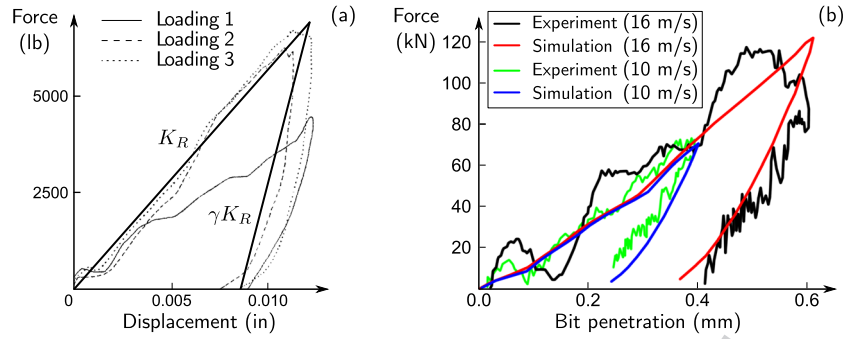 Force
(lb)
(a)
Loading 1
Loading 2
Loading 3
5000
2500
0
K_R
γK_R
0.005
0.010
Displacement (in)
Force
(kN)
(b)
Experiment (16 m/s)
Simulation (16 m/s)
Experiment (10 m/s)
Simulation (10 m/s)
120
100
80
60
40
20
0.0
0.2
0.4
0.6
Bit penetration (mm)